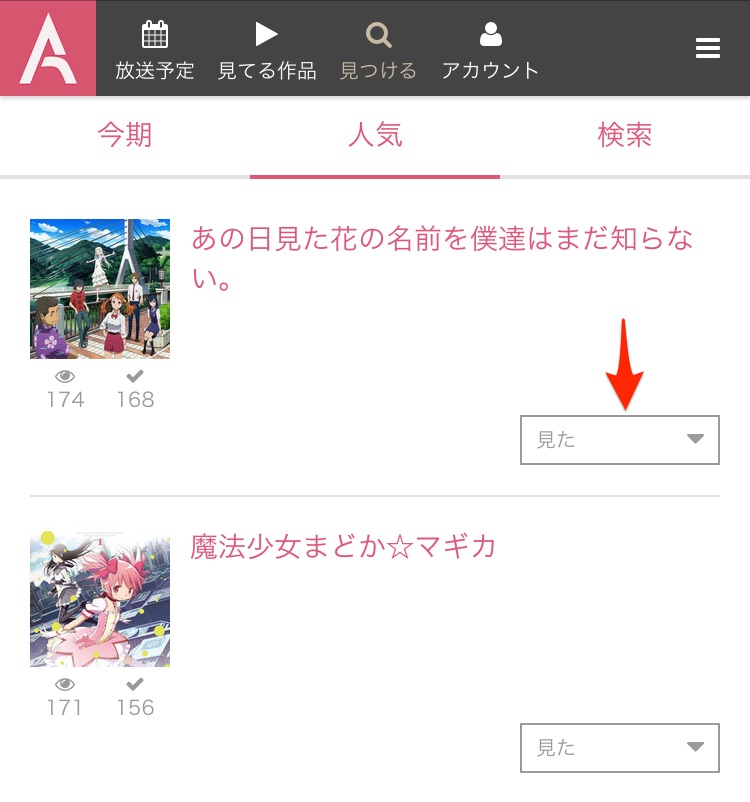 放送予定
見てる作品
見つける
アカウント
今期
人気
検索
あの日見た花の名前を僕達はまだ知らな
い。
174
168
見た
魔法少女まどか☆マギカ
171
156
見た